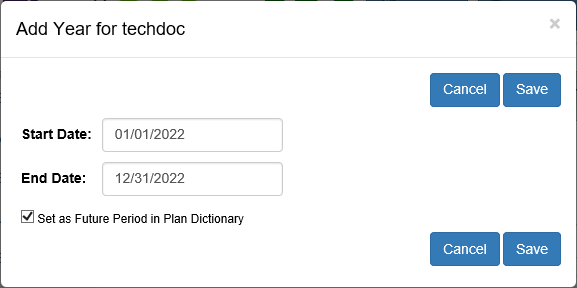 Add Year for techdoc ×
Cancel Save
Start Date: 01/01/2022
End Date: 12/31/2022
Set as Future Period in Plan Dictionary
Cancel Save